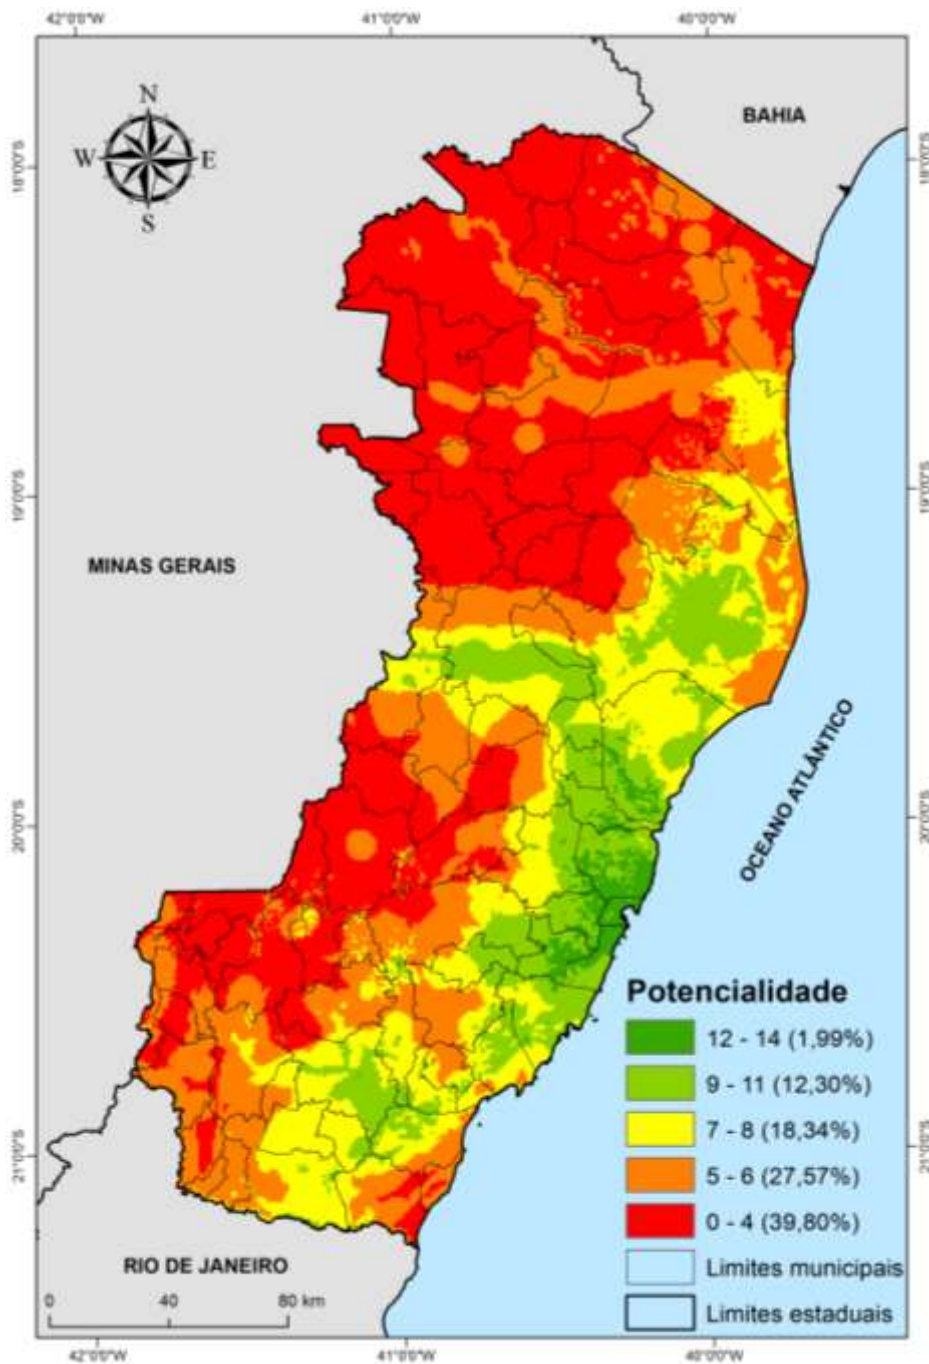 42°0'0"W 41°0'0"W 40°0'0"W
N
W E
S
BAHIA
18°0'0"S 18°0'0"S
19°0'0"S 19°0'0"S
MINAS GERAIS
OCEANO ATLÂNTICO
20°0'0"S 20°0'0"S
Potencialidade
12 - 14 (1,99%)
9 - 11 (12,30%)
7 - 8 (18,34%)
21°0'0"S 21°0'0"S
5 - 6 (27,57%)
0 - 4 (39,80%)
RIO DE JANEIRO
Limites municipais
0 40 80 km
Limites estaduais
42°0'0"W 41°0'0"W 40°0'0"W